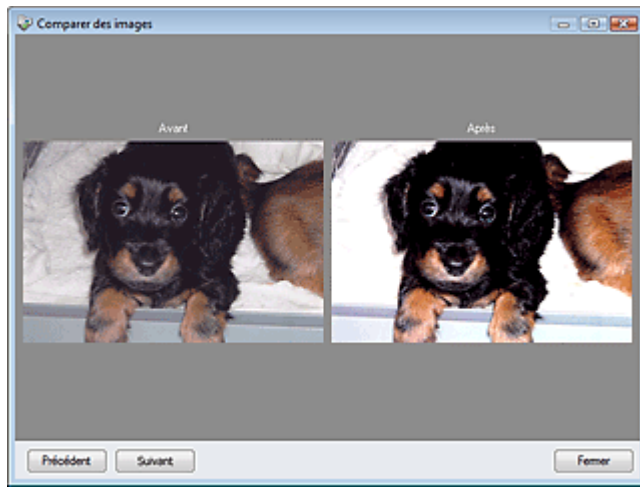 Comparer des images
Avant
Après
Précédent
Suivant
Fermer